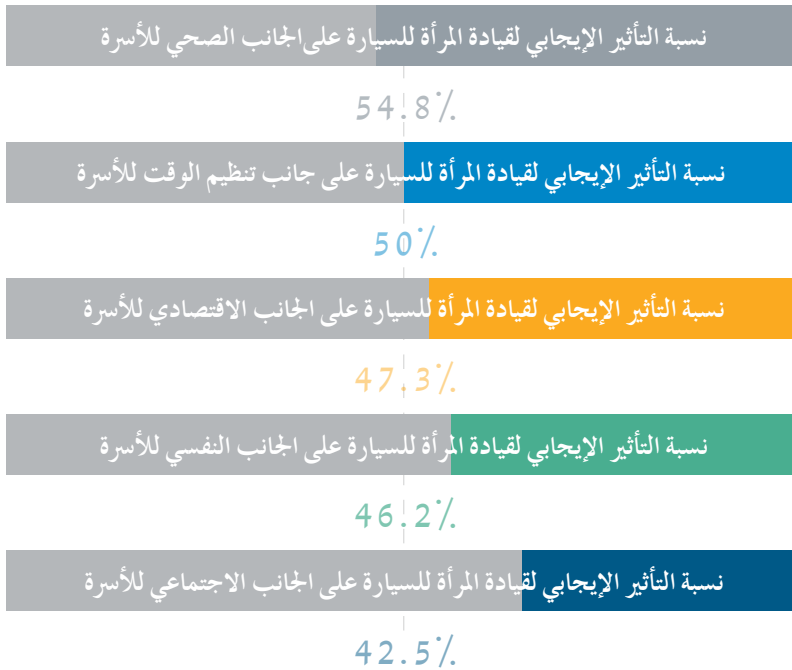 نسبة التأثير الإيجابي لقيادة المرأة للسيارة على الجانب الصحي للأسرة
54.8%
نسبة التأثير الإيجابي لقيادة المرأة للسيارة على جانب تنظيم الوقت للأسرة
50%
نسبة التأثير الإيجابي لقيادة المرأة للسيارة على الجانب الاقتصادي للأسرة
47.3%
نسبة التأثير الإيجابي لقيادة المرأة للسيارة على الجانب النفسي للأسرة
46.2%
نسبة التأثير الإيجابي لقيادة المرأة للسيارة على الجانب الاجتماعي للأسرة
42.5%